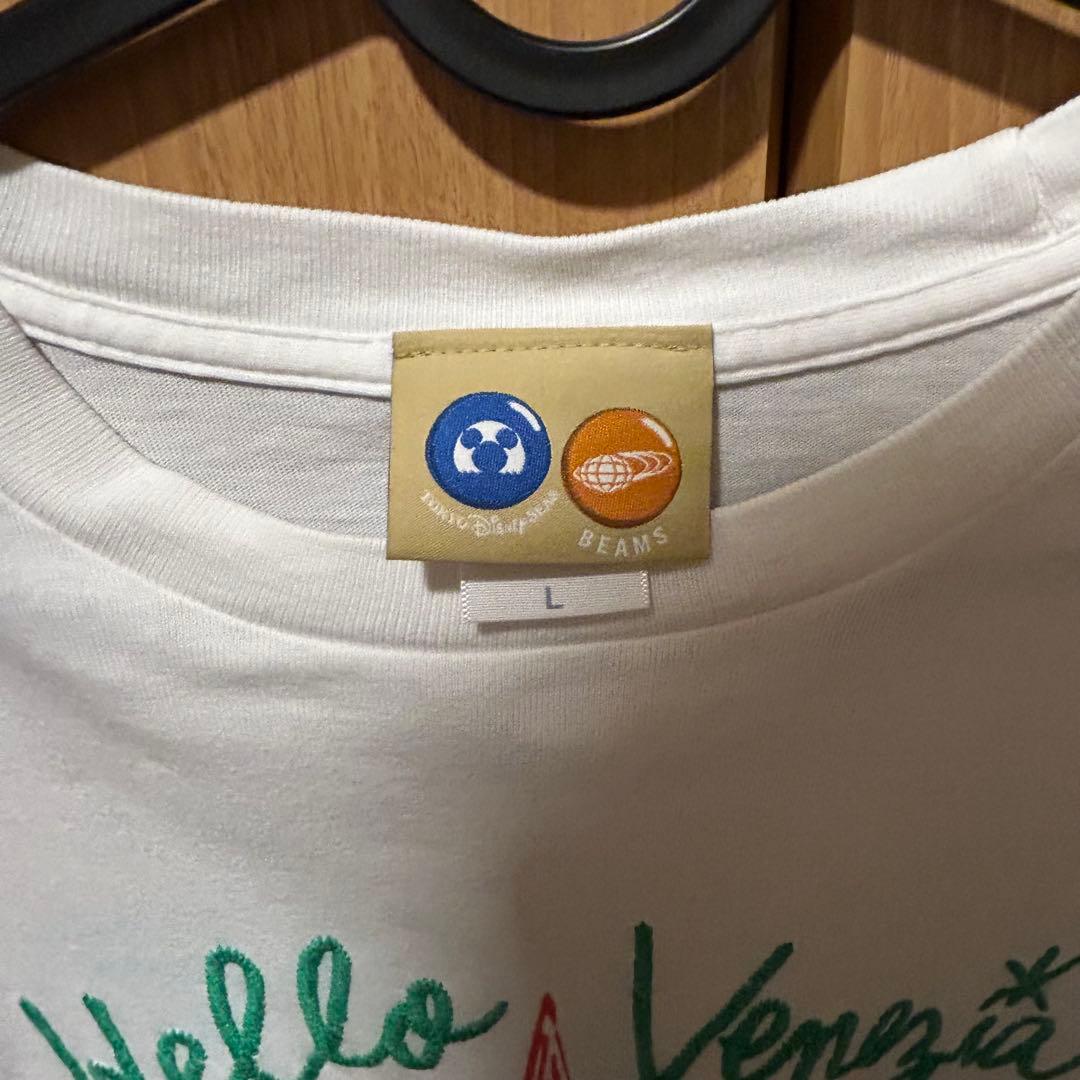 TOKYO DISNEYSEA
BEAMS
L
Hello Venezia